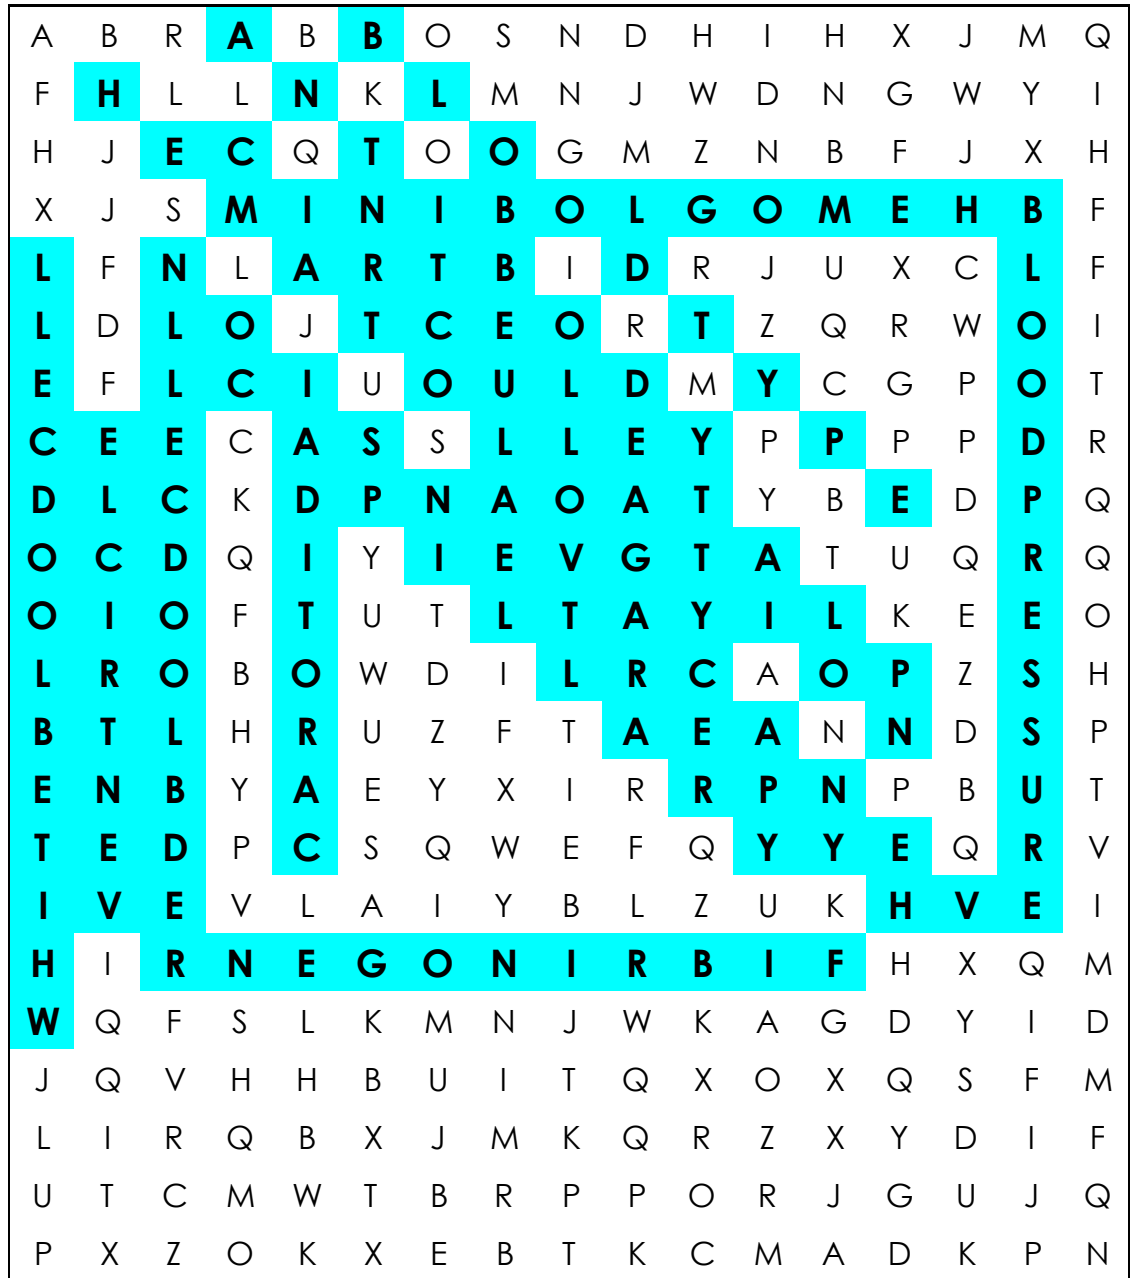 A B R A B B O S N D H I H X J M Q
F H L L N K L M N J W D N G W Y I
H J E C Q T O O G M Z N B F J X H
X J S M I N I B O L G O M E H B F
L F N L A R T B I D R J U X C L F
L D L O J T C E O R T Z Q R W O I
E F L C I U O U L D M Y C G P O T
C E E C A S S L L E Y P P P P D R
D L C K D P N A O A T Y B E D P Q
O C D Q I Y I E V G T A T U Q R Q
O I O F T U T L T A Y I L K E E O
L R O B O W D I L R C A O P Z S H
B T L H R U Z F T A E A N N D S P
E N B Y A E Y X I R R P N P B U T
T E D P C S Q W E F Q Y Y E Q R V
I V E V L A I Y B L Z U K H V E I
H I R N E G O N I R B I F H X Q M
W Q F S L K M N J W K A G D Y I D
J Q V H H B U I T Q X O X Q S F M
L I R Q B X J M K Q R Z X Y D I F
U T C M W T B R P P O R J G U J Q
P X Z O K X E B T K C M A D K P N